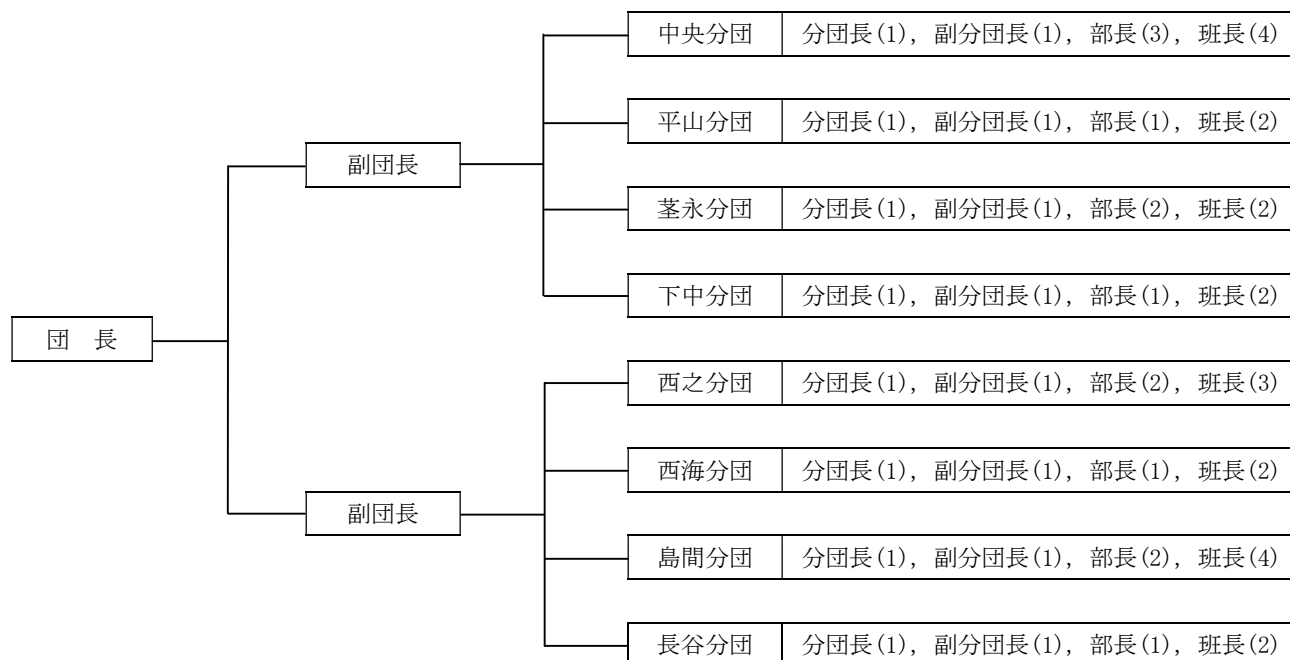 中央分団 分団長(1), 副分団長(1), 部長(3), 班長(4)
平山分団 分団長(1), 副分団長(1), 部長(1), 班長(2)
副団長
茎永分団 分団長(1), 副分団長(1), 部長(2), 班長(2)
下中分団 分団長(1), 副分団長(1), 部長(1), 班長(2)
団　長
西之分団 分団長(1), 副分団長(1), 部長(2), 班長(3)
西海分団 分団長(1), 副分団長(1), 部長(1), 班長(2)
副団長
島間分団 分団長(1), 副分団長(1), 部長(2), 班長(4)
長谷分団 分団長(1), 副分団長(1), 部長(1), 班長(2)